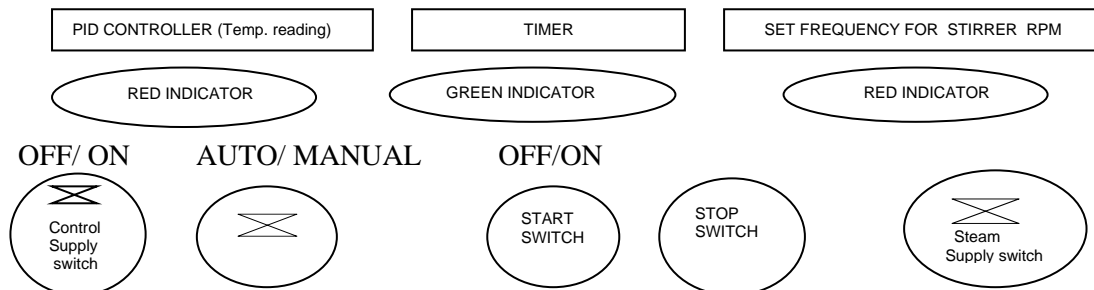 PID CONTROLLER (Temp. reading)
TIMER
SET FREQUENCY FOR STIRRER RPM
RED INDICATOR
GREEN INDICATOR
RED INDICATOR
OFF/ ON
AUTO/ MANUAL
OFF/ON
Control
Supply
switch
START
SWITCH
STOP
SWITCH
Steam
Supply switch